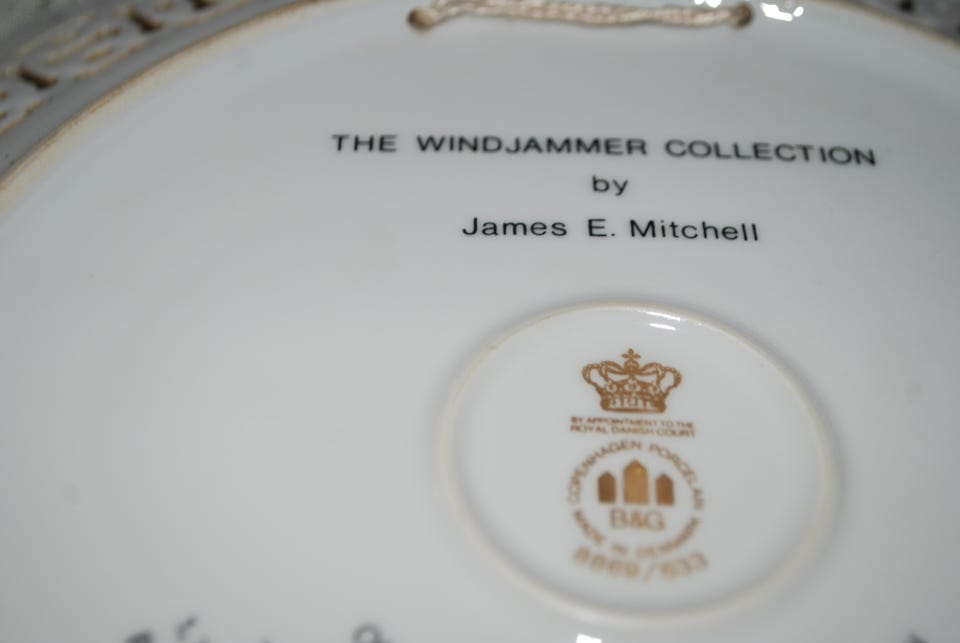 THE WINDJAMMER COLLECTION
by
James E. Mitchell
BY APPOINTMENT TO THE
ROYAL DANISH COURT
COPENHAGEN PORCELAIN
B&G
MADE IN DENMARK
8869/633